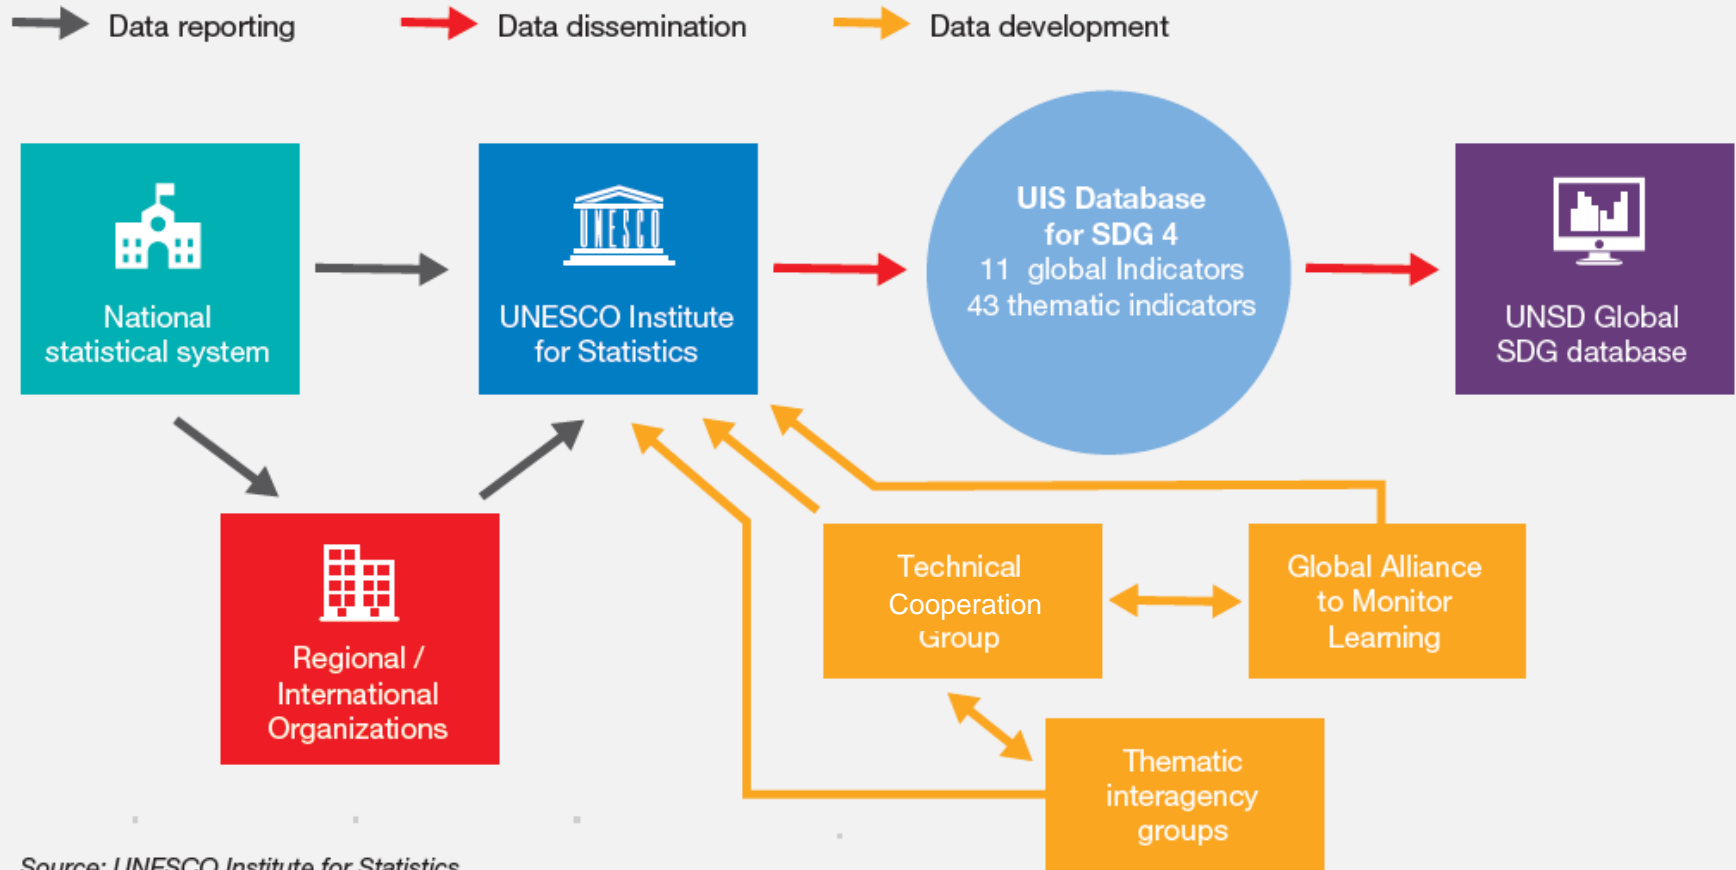 Data reporting
Data dissemination
Data development
National
statistical system
UNESCO
UNESCO Institute
for Statistics
UIS Database
for SDG 4
11 global Indicators
43 thematic indicators
UNSD Global
SDG database
Regional /
International
Organizations
Technical
Cooperation
Group
Global Alliance
to Monitor
Learning
Thematic
interagency
groups
Source: UNESCO Institute for Statistics